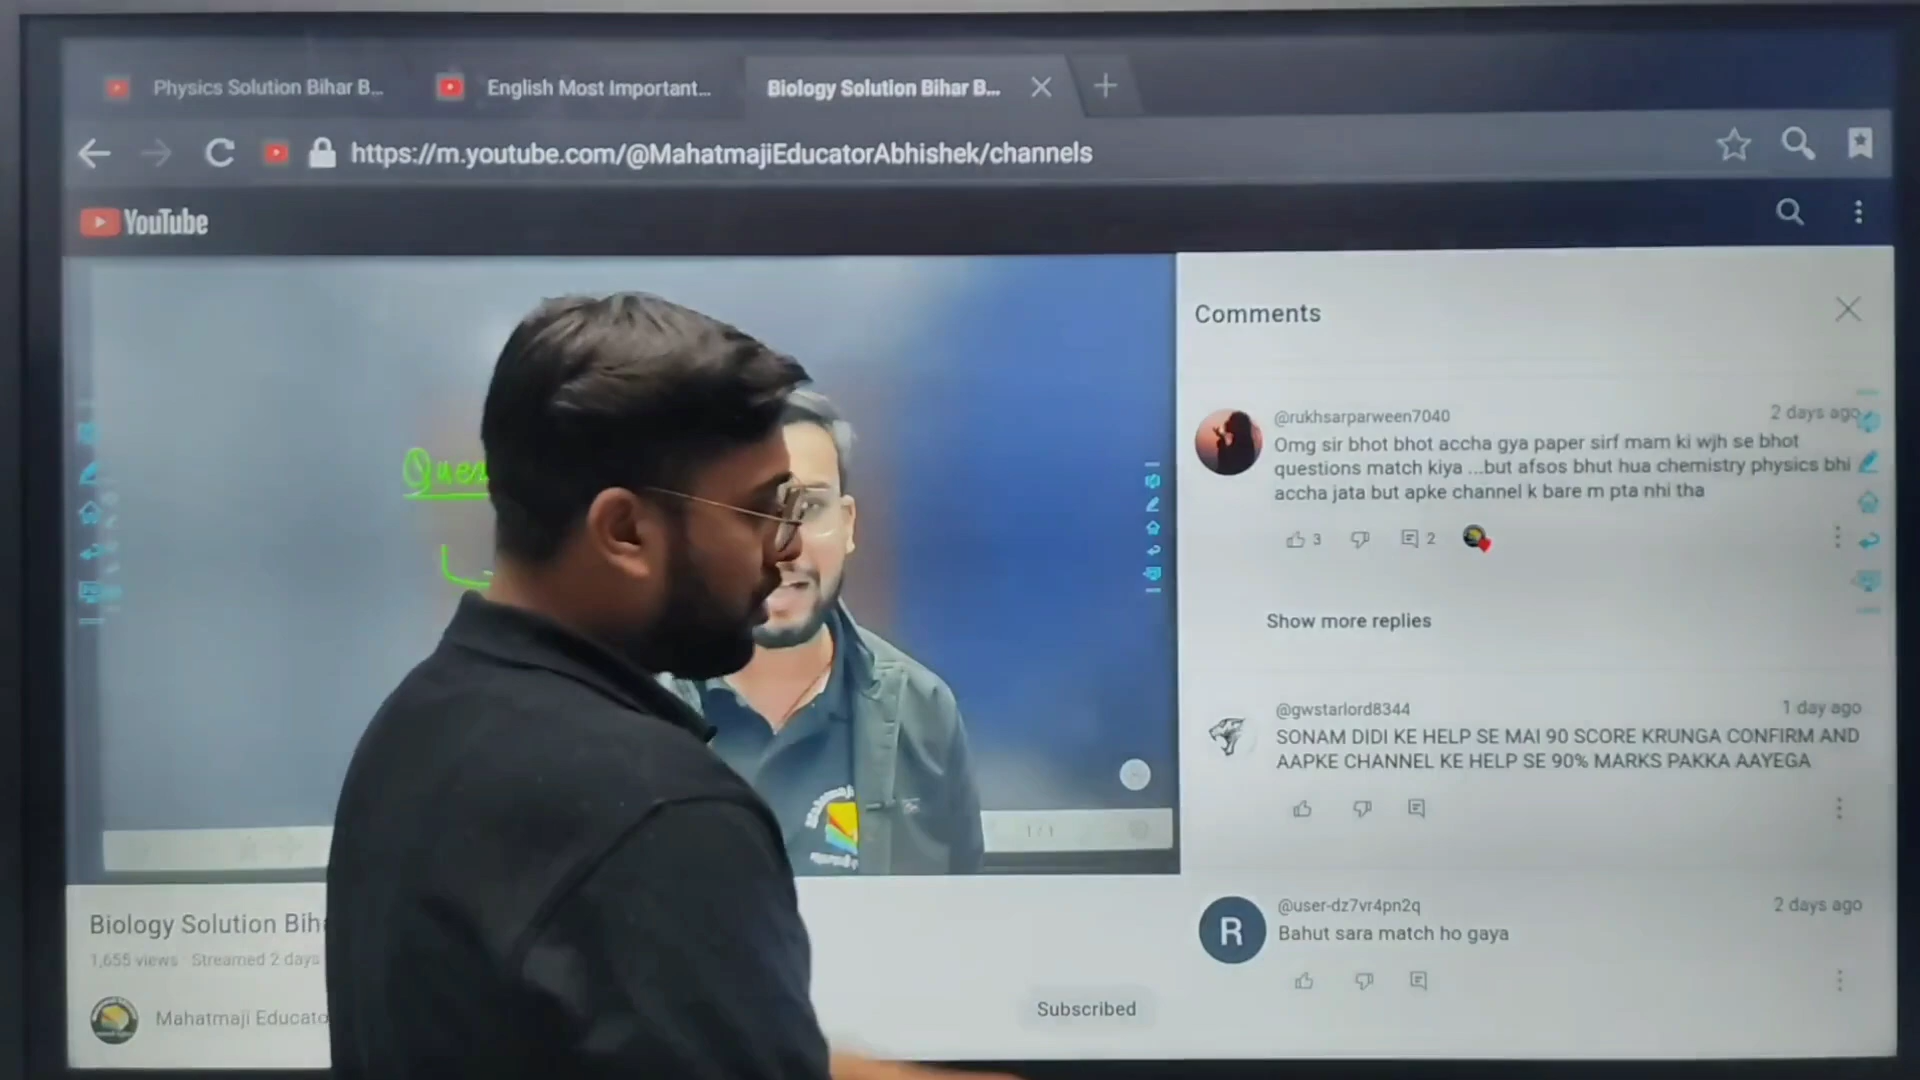 Physics Solution Bihar B...
English Most Important...
Biology Solution Bihar B...
https://m.youtube.com/@MahatmajiEducatorAbhishek/channels
YouTube
Comments
@rukhsarparween7040
2 days ago
Omg sir bhot bhot accha gya paper sirf mam ki wjh se bhot
questions match kiya ...but afsos bhut hua chemistry physics bhi
accha jata but apke channel k bare m pta nhi tha
3
2
Show more replies
@gwstarlord8344
1 day ago
SONAM DIDI KE HELP SE MAI 90 SCORE KRUNGA CONFIRM AND
AAPKE CHANNEL KE HELP SE 90% MARKS PAKKA AAYEGA
R
@user-dz7vr4pn2q
2 days ago
Bahut sara match ho gaya
Ques
1/1
Biology Solution Bih
1,655 views Streamed 2 days
Mahatmaji Educato
Subscribed